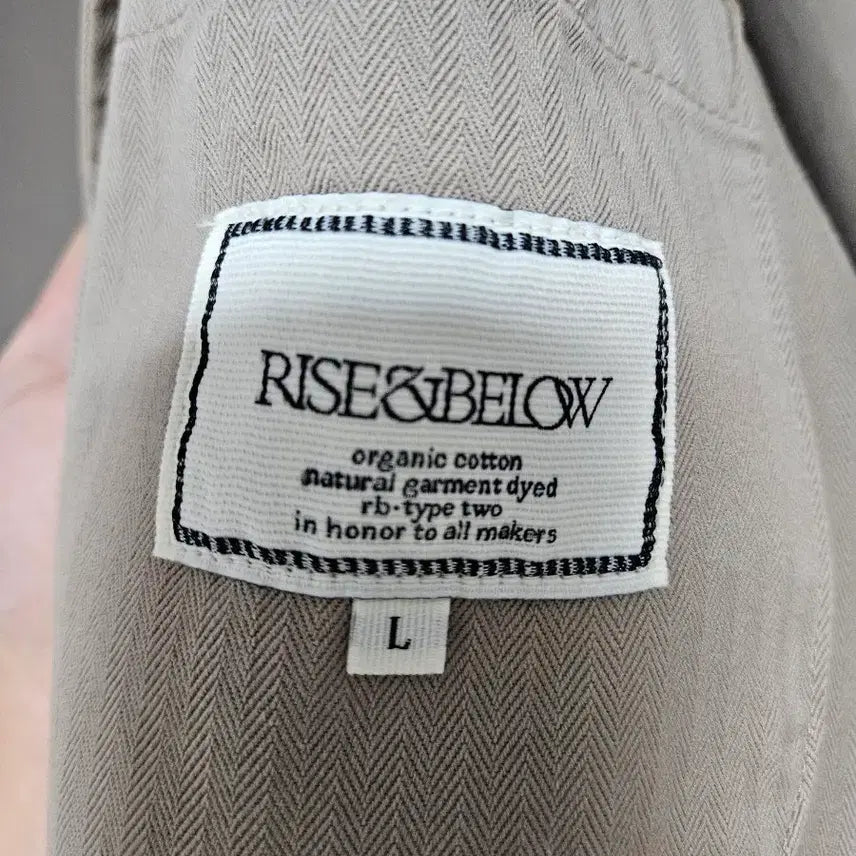 RISE&BELOW
organic cotton
natural garment dyed
rb·type two
in honor to all makers
L